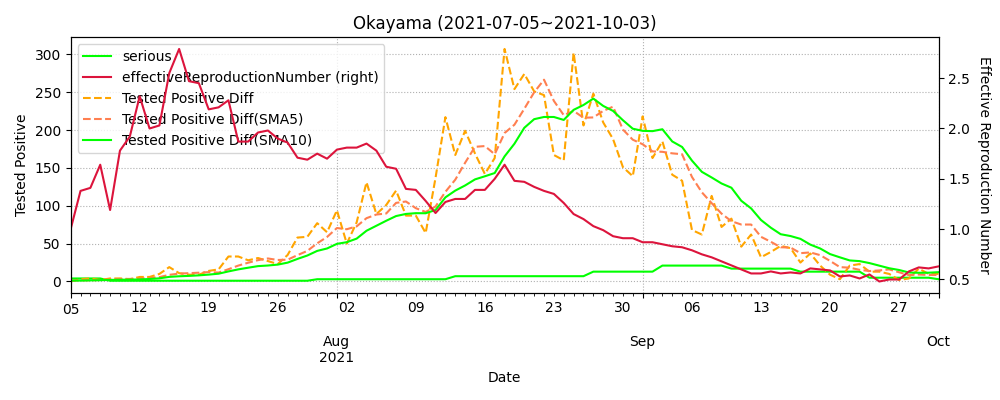 Okayama (2021-07-05~2021-10-03)
serious
effectiveReproductionNumber (right)
Tested Positive Diff
Tested Positive Diff(SMA5)
Tested Positive Diff(SMA10)
Tested Positive
300
250
200
150
100
50
0
Effective Reproduction Number
2.5
2.0
1.5
1.0
0.5
05 12 19 26 02 09 16 23 30 06 13 20 27
Aug Sep Oct
2021
Date